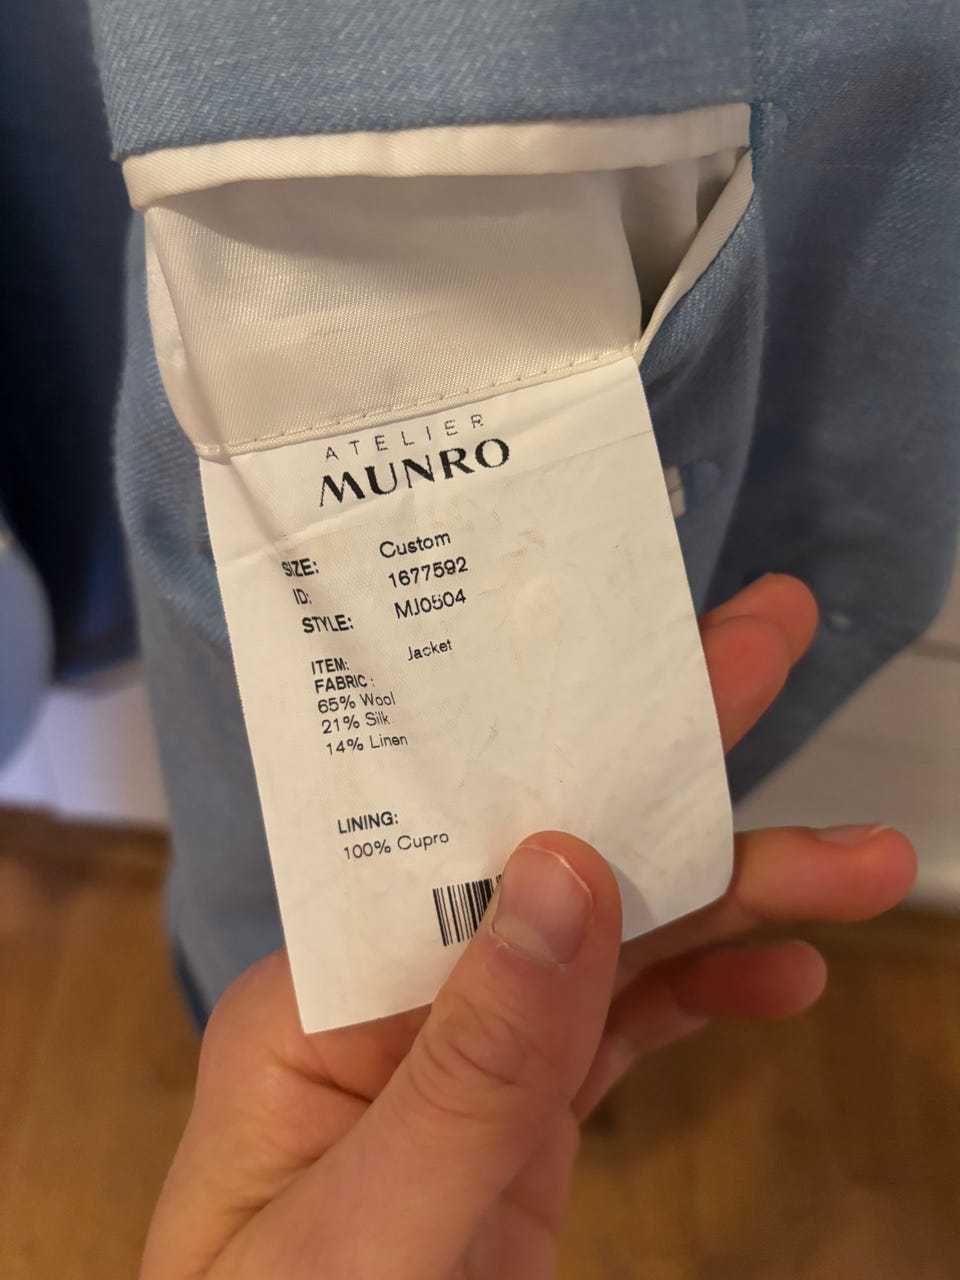 ATELIER
MUNRO
SIZE: Custom
ID: 1677592
STYLE: MJ0504
ITEM: Jacket
FABRIC:
65% Wool
21% Silk
14% Linen
LINING:
100% Cupro